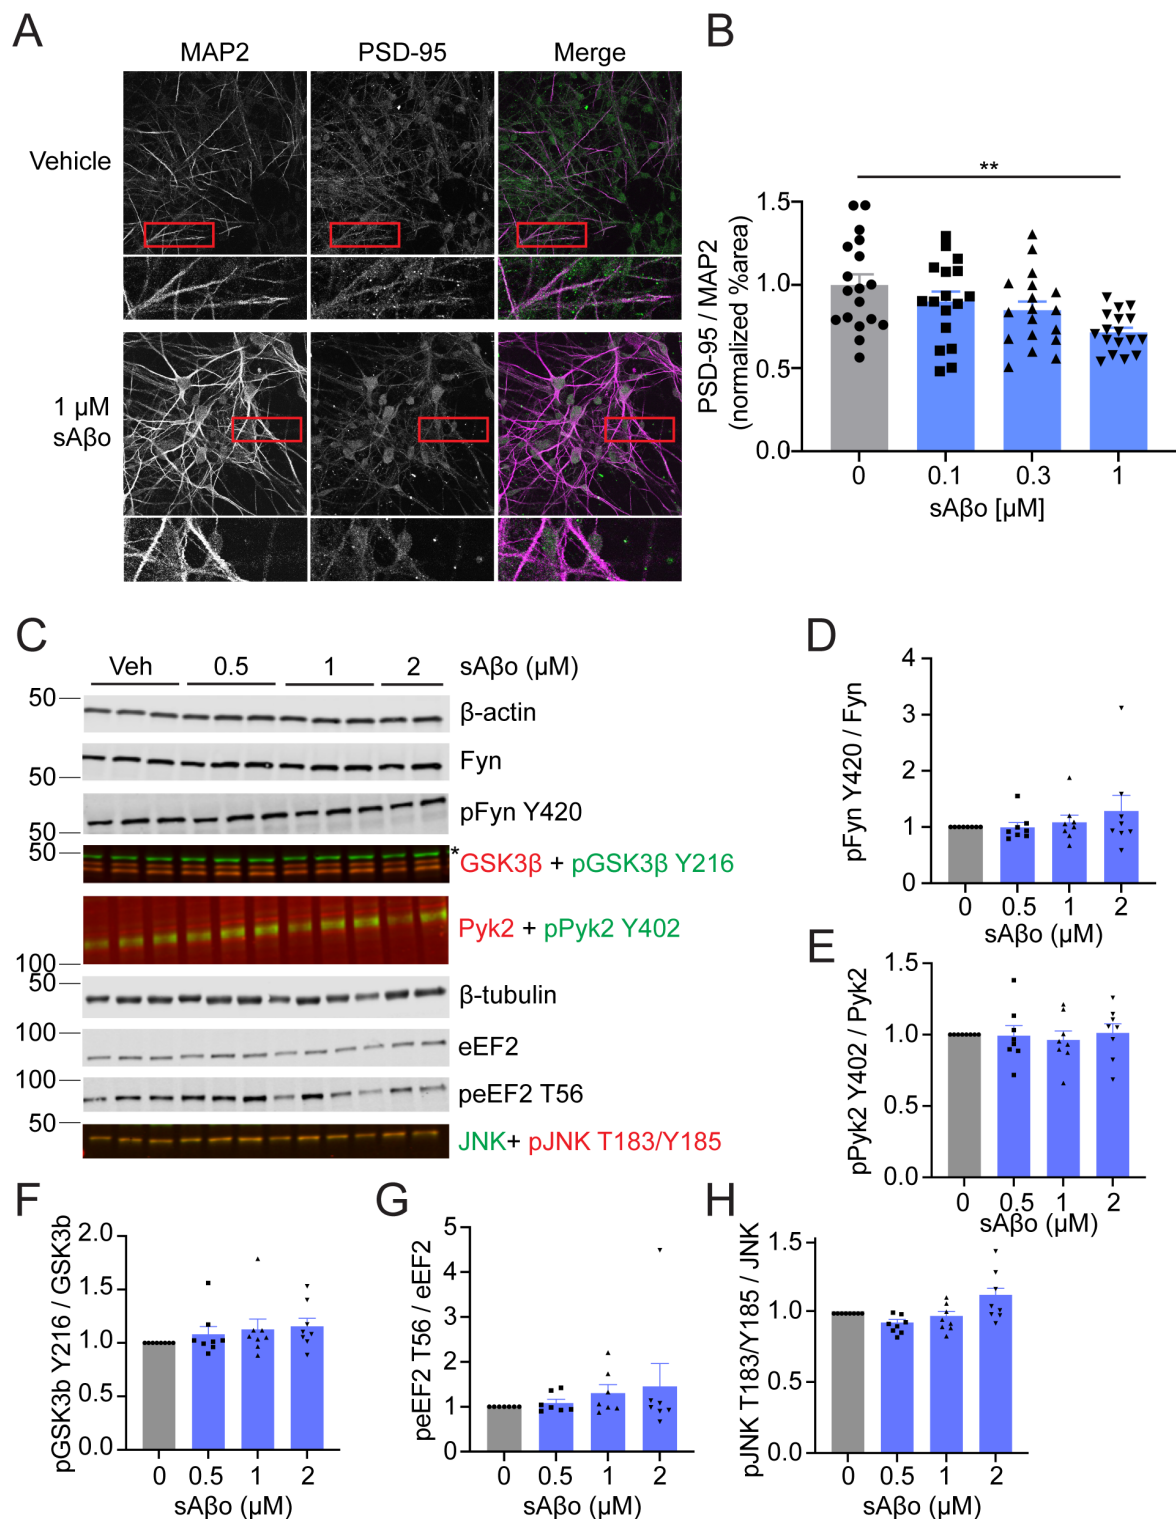 A
MAP2
PSD-95
Merge
Vehicle
1 µM
sAβo
B
**
PSD-95 / MAP2
(normalized %area)
1.5
1.0
0.5
0.0
0
0.1
0.3
1
sAβo [µM]
C
Veh
0.5
1
2
sAβo (µM)
50
β-actin
Fyn
50
pFyn Y420
50
50
*
GSK3β + pGSK3β Y216
Pyk2 + pPyk2 Y402
100
50
β-tubulin
100
eEF2
100
peEF2 T56
50
JNK+ pJNK T183/Y185
D
pFyn Y420 / Fyn
4
3
2
1
0
0
0.5
1
2
sAβo (µM)
E
pPyk2 Y402 / Pyk2
1.5
1.0
0.5
0.0
0
0.5
1
2
sAβo (µM)
F
pGSK3b Y216 / GSK3b
2.0
1.5
1.0
0.5
0.0
0
0.5
1
2
sAβo (µM)
G
peEF2 T56 / eEF2
5
4
3
2
1
0
0
0.5
1
2
sAβo (µM)
H
pJNK T183/Y185 / JNK
1.5
1.0
0.5
0.0
0
0.5
1
2
sAβo (µM)